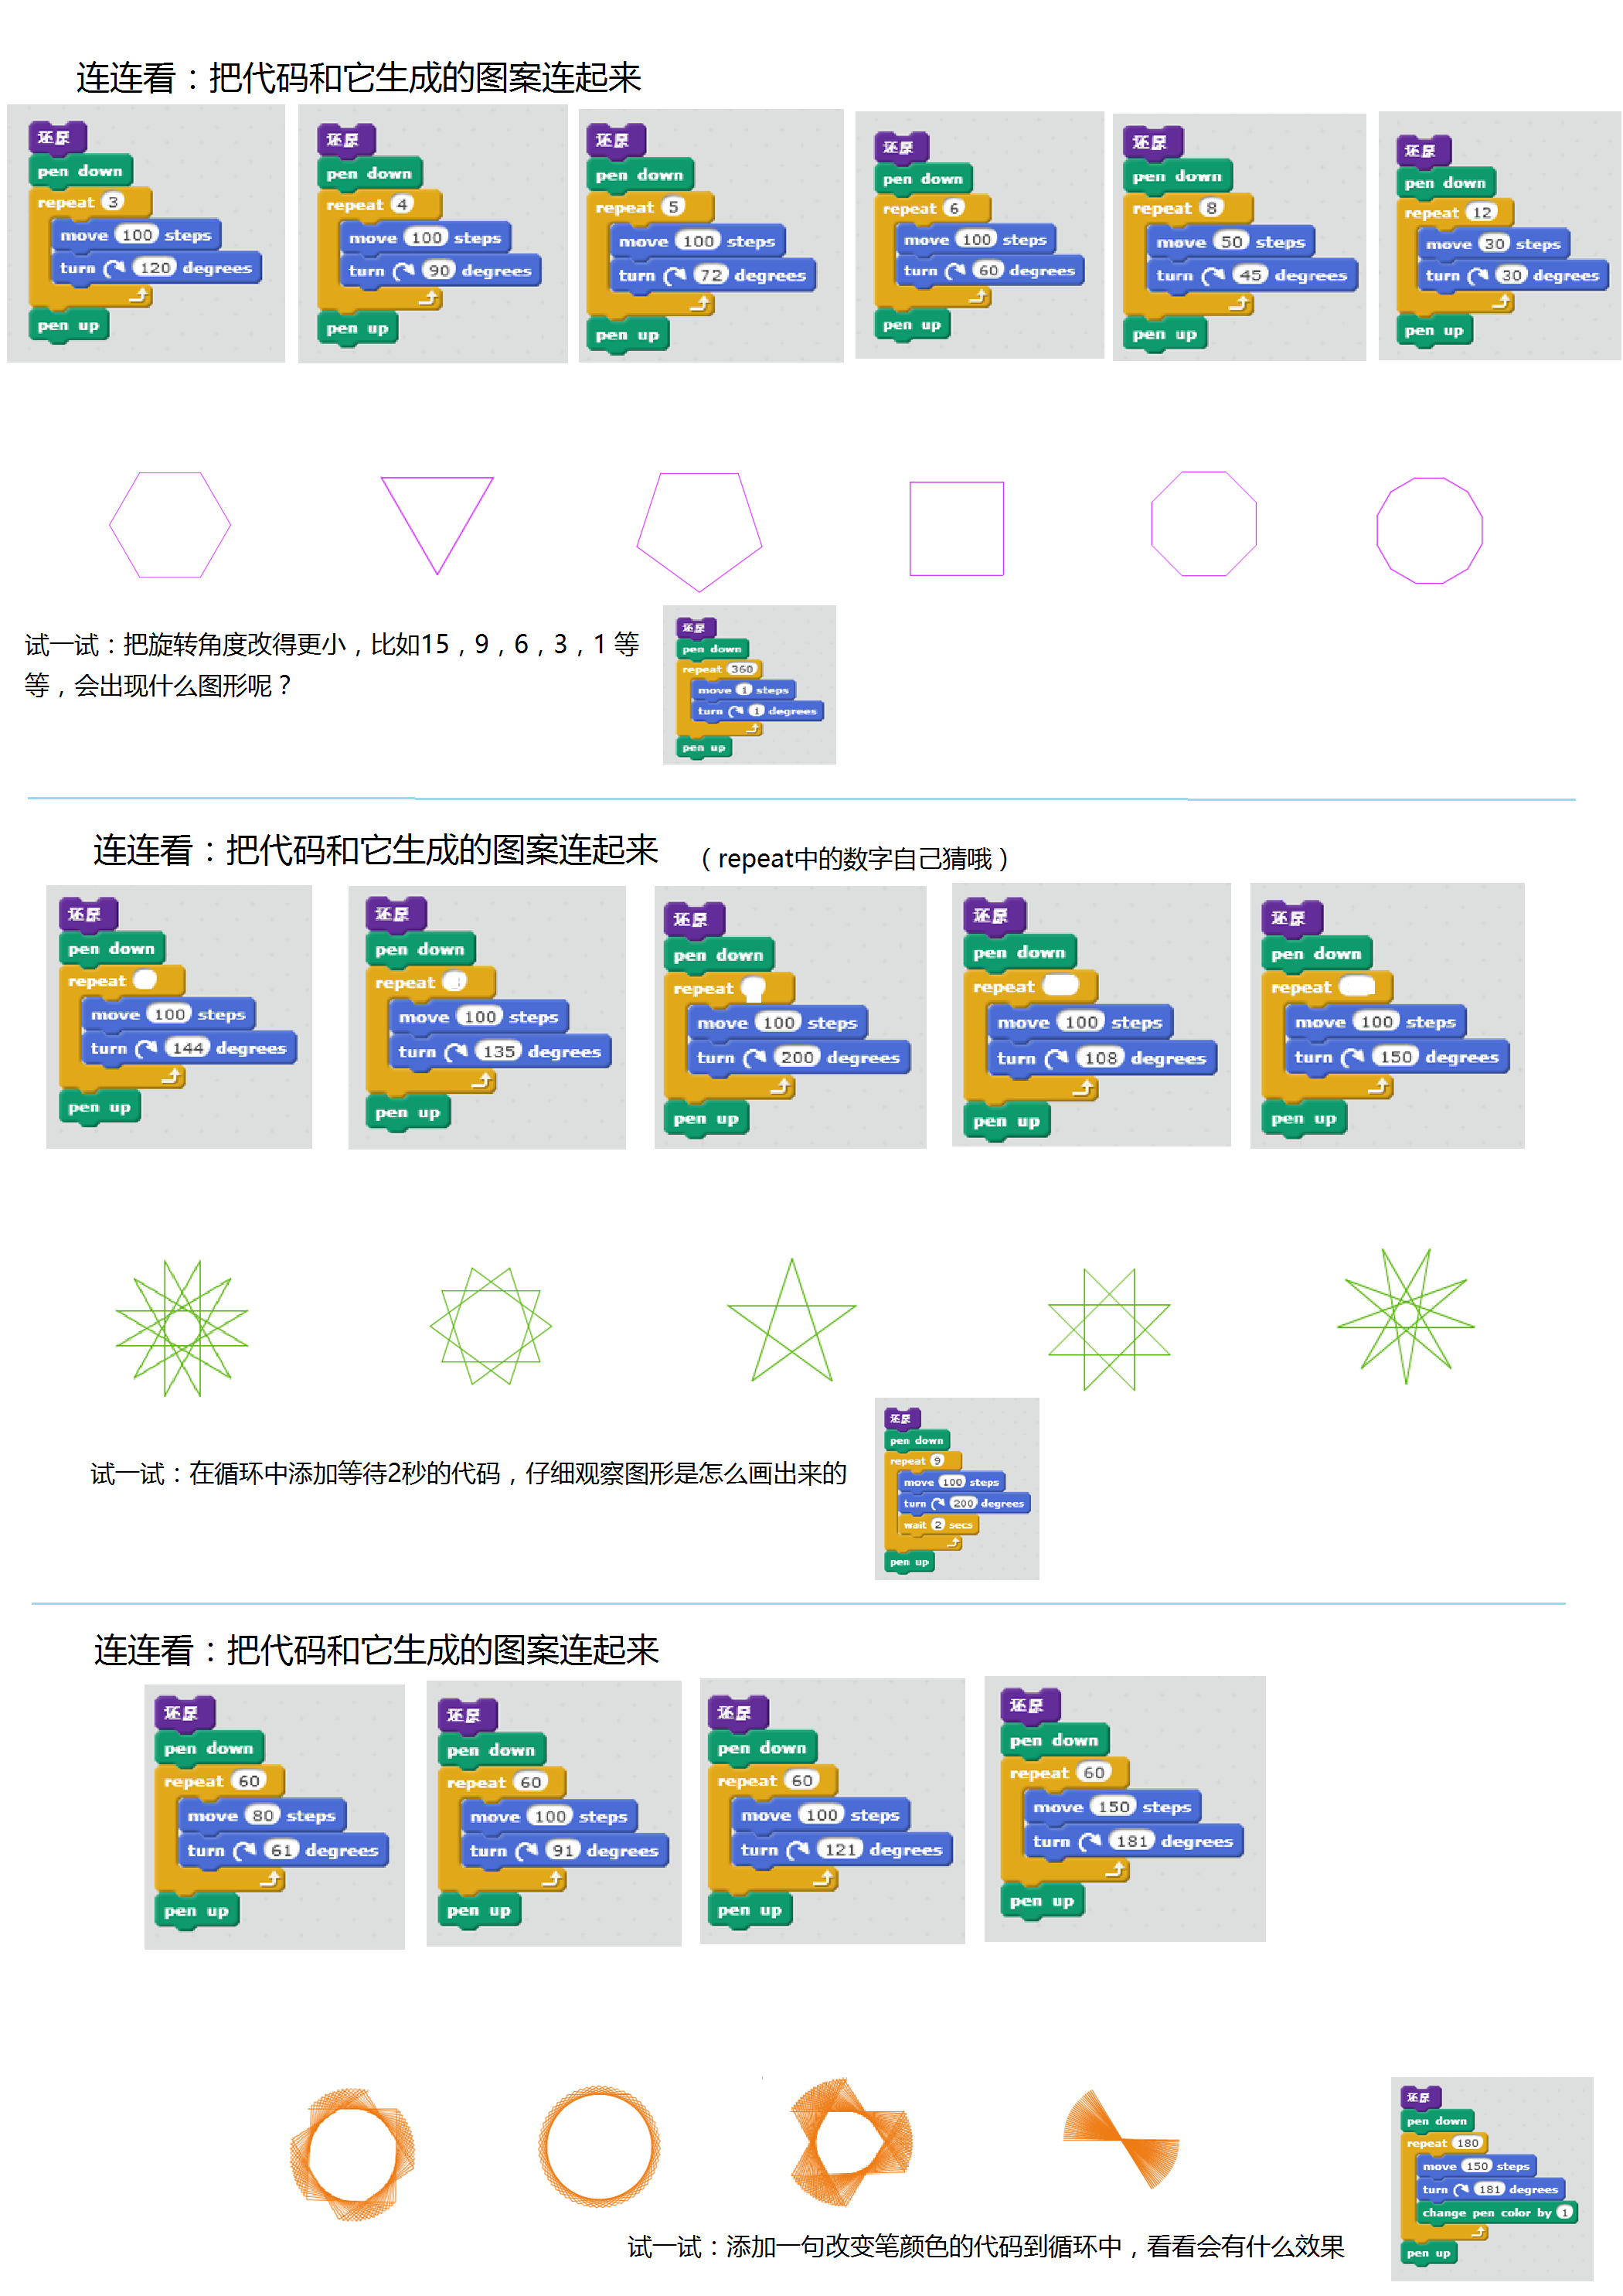 连连看：把代码和它生成的图案连起来
还原
pen down
repeat 3
move 100 steps
turn 120 degrees
pen up
还原
pen down
repeat 4
move 100 steps
turn 90 degrees
pen up
还原
pen down
repeat 5
move 100 steps
turn 72 degrees
pen up
还原
pen down
repeat 6
move 100 steps
turn 60 degrees
pen up
还原
pen down
repeat 8
move 50 steps
turn 45 degrees
pen up
还原
pen down
repeat 12
move 30 steps
turn 30 degrees
pen up
试一试：把旋转角度改得更小，比如15，9，6，3，1 等
等，会出现什么图形呢？
还原
pen down
repeat 360
move 1 steps
turn 1 degrees
pen up
连连看：把代码和它生成的图案连起来 （repeat中的数字自己猜哦）
还原
pen down
repeat
move 100 steps
turn 144 degrees
pen up
还原
pen down
repeat
move 100 steps
turn 135 degrees
pen up
还原
pen down
repeat
move 100 steps
turn 200 degrees
pen up
还原
pen down
repeat
move 100 steps
turn 108 degrees
pen up
还原
pen down
repeat
move 100 steps
turn 150 degrees
pen up
试一试：在循环中添加等待2秒的代码，仔细观察图形是怎么画出来的
还原
pen down
repeat 9
move 100 steps
turn 200 degrees
wait 2 secs
pen up
连连看：把代码和它生成的图案连起来
还原
pen down
repeat 60
move 80 steps
turn 61 degrees
pen up
还原
pen down
repeat 60
move 100 steps
turn 91 degrees
pen up
还原
pen down
repeat 60
move 100 steps
turn 121 degrees
pen up
还原
pen down
repeat 60
move 150 steps
turn 181 degrees
pen up
还原
pen down
repeat 180
move 150 steps
turn 181 degrees
change pen color by 1
pen up
试一试：添加一句改变笔颜色的代码到循环中，看看会有什么效果